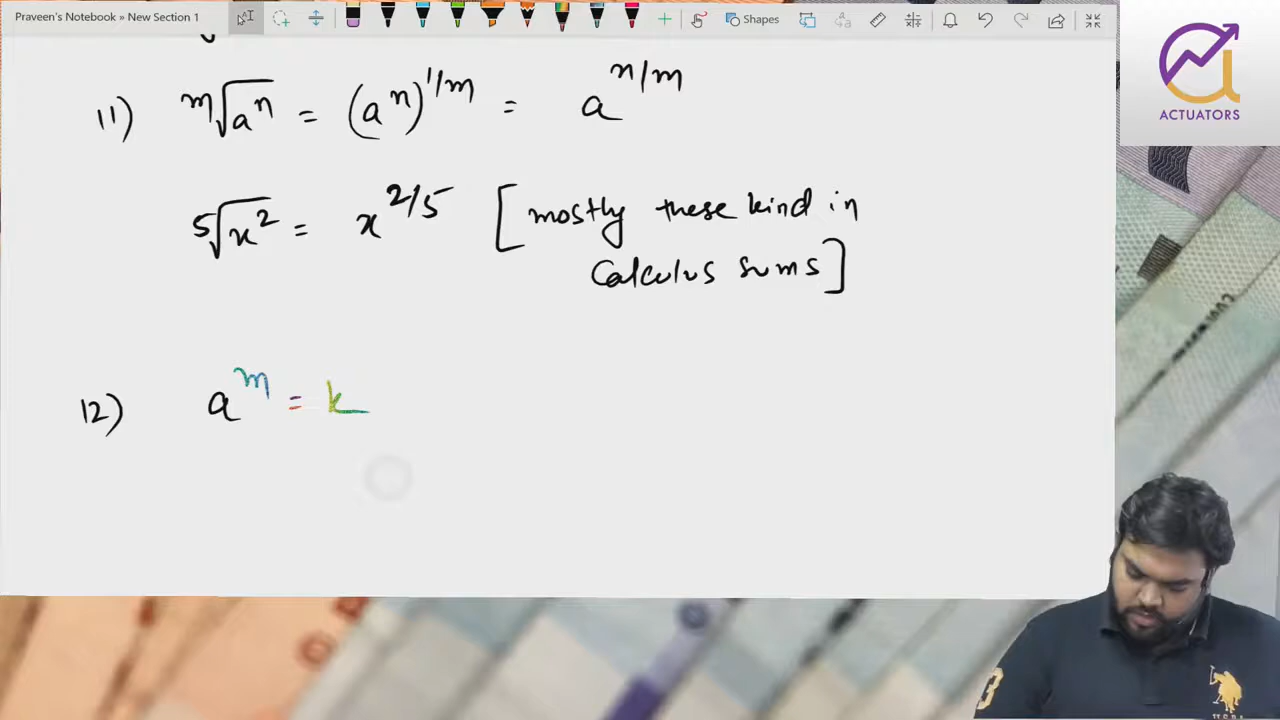 Praveen's Notebook » New Section 1
Shapes
ACTUATORS
11) ᵐ√aⁿ = (aⁿ)^1/m = a^n/m
⁵√x² = x^2/5 [mostly these kind in
Calculus sums]
12) a^m = k